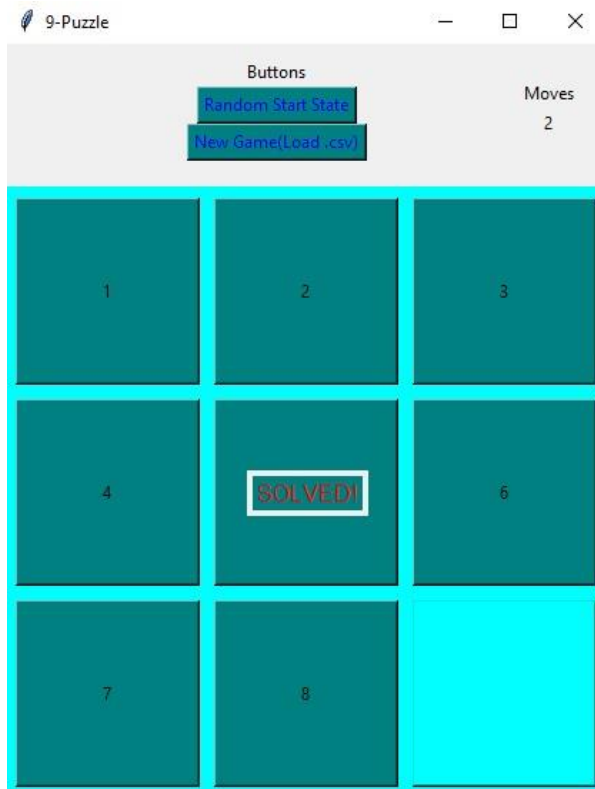 9-Puzzle
Buttons
Random Start State
New Game(Load .csv)
Moves
2
1 2 3
4 SOLVED! 6
7 8